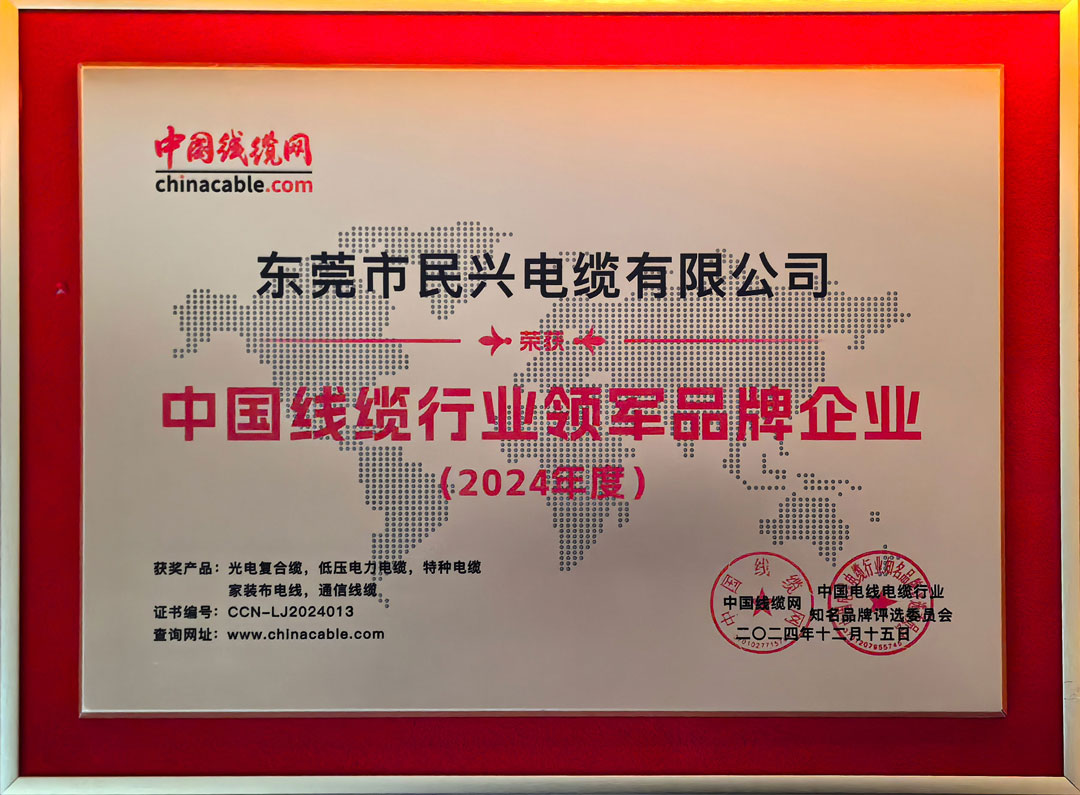 中国线缆网
chinacable.com
东莞市民兴电缆有限公司
荣获
中国线缆行业领军品牌企业
(2024年度)
获奖产品：光电复合缆，低压电力电缆，特种电缆
家装布电线，通信线缆
证书编号：CCN-LJ2024013
查询网址：www.chinacable.com
中国线缆网
中国电线电缆行业
知名品牌评选委员会
二〇二四年十二月十五日
中国线缆网